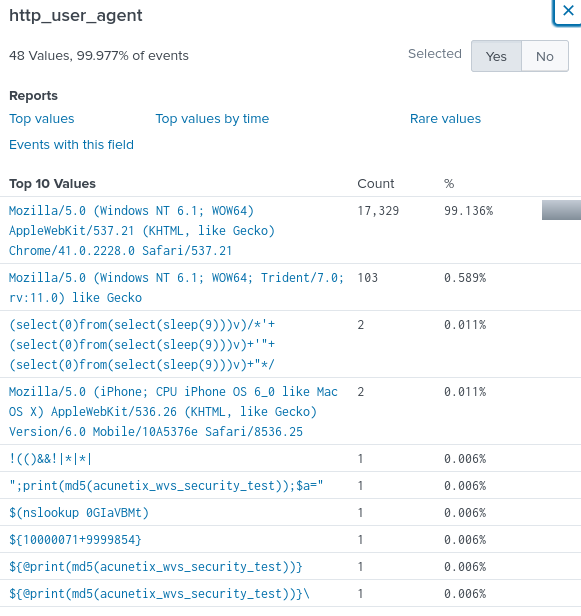 http_user_agent
48 Values, 99.977% of events
Selected
Yes
No
Reports
Top values
Top values by time
Rare values
Events with this field
Top 10 Values
Count
%
Mozilla/5.0 (Windows NT 6.1; WOW64)
17,329
99.136%
AppleWebKit/537.21 (KHTML, like Gecko)
Chrome/41.0.2228.0 Safari/537.21
Mozilla/5.0 (Windows NT 6.1; WOW64; Trident/7.0;
103
0.589%
rv:11.0) like Gecko
(select(0)from(select(sleep(9)))v)/*'+
2
0.011%
(select(0)from(select(sleep(9)))v)+'"+
(select(0)from(select(sleep(9)))v)+"*/
Mozilla/5.0 (iPhone; CPU iPhone OS 6_0 like Mac
2
0.011%
OS X) AppleWebKit/536.26 (KHTML, like Gecko)
Version/6.0 Mobile/10A5376e Safari/8536.25
!(()&&!|*|*|
1
0.006%
";print(md5(acunetix_wvs_security_test));$a="
1
0.006%
$(nslookup 0GIaVBMt)
1
0.006%
${10000071+9999854}
1
0.006%
${@print(md5(acunetix_wvs_security_test))}
1
0.006%
${@print(md5(acunetix_wvs_security_test))}\
1
0.006%